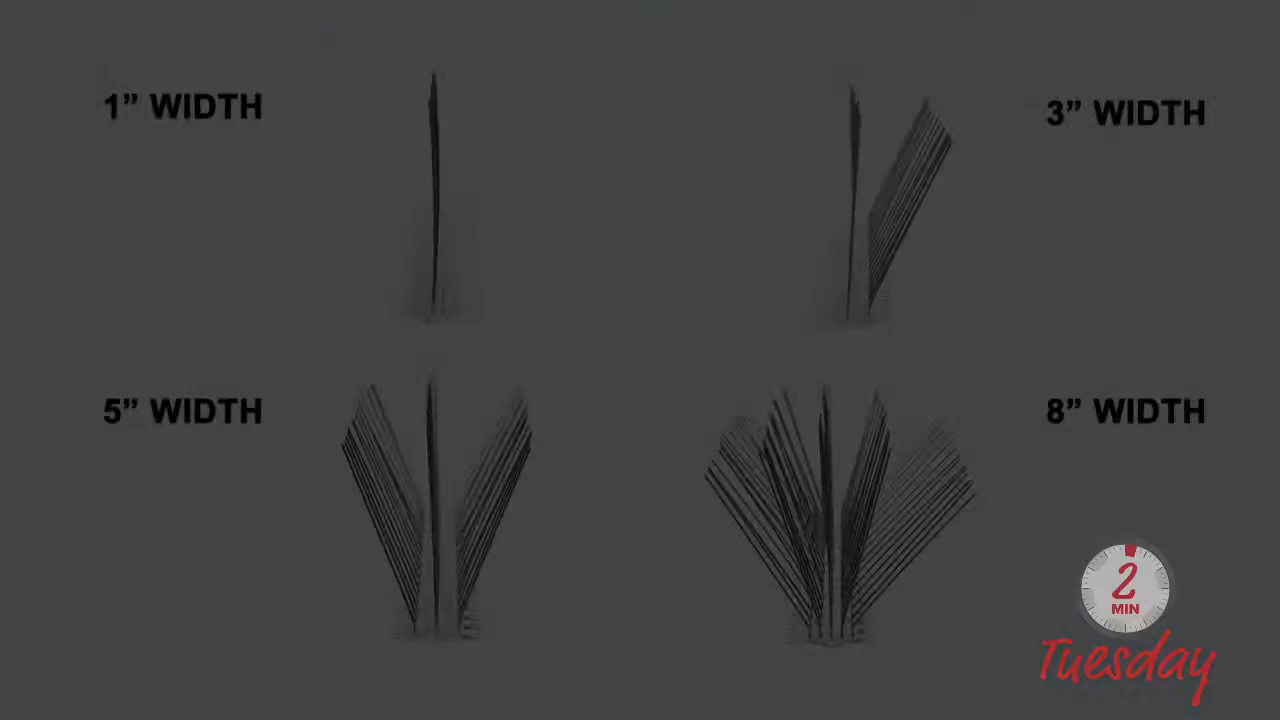 1” WIDTH
3” WIDTH
5” WIDTH
8” WIDTH
2
MIN
Tuesday